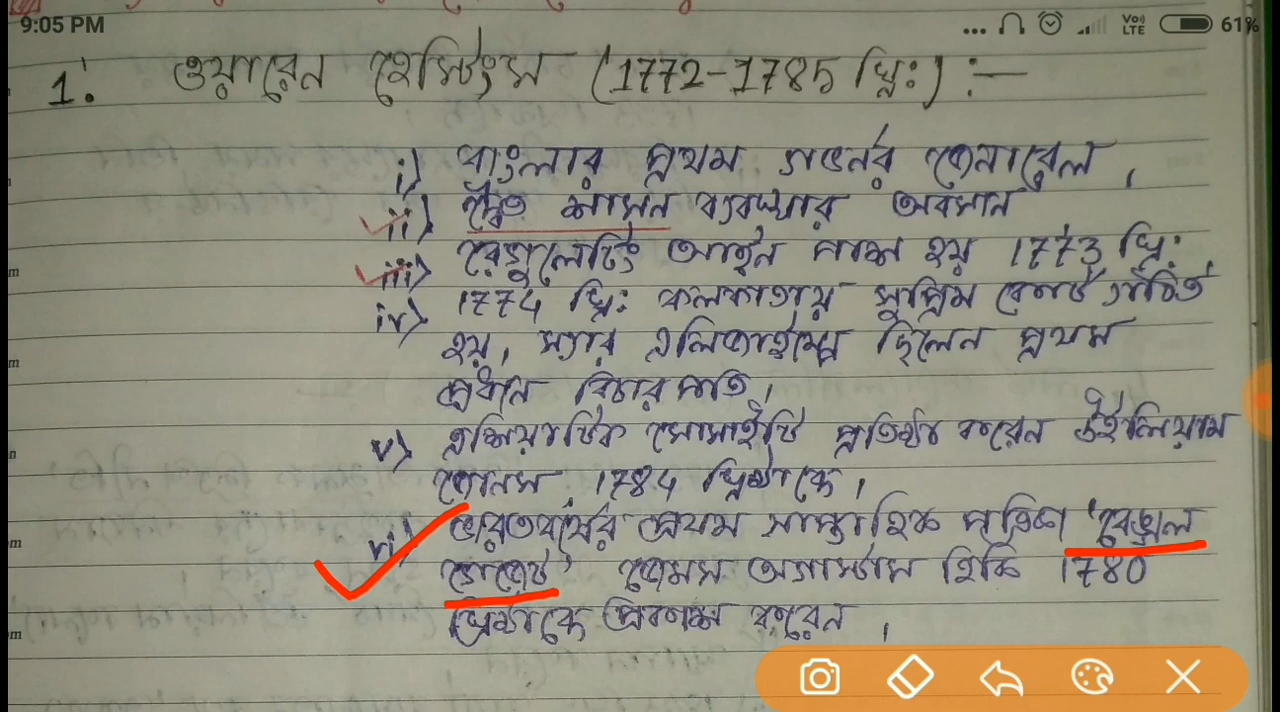 9:05 PM
... Vo) LTE 61%
1. ওয়ারেন হেস্টিংস (1772-1785 খ্রিঃ) :—
i) বাংলার প্রথম গভর্নর জেনারেল,
ii) দ্বৈত শাসন ব্যবস্থার অবসান
iii) রেগুলেটিং আইন পাশ হয় 1773 খ্রি:
iv) 1774 খ্রি: কলকাতায় সুপ্রিম কোর্ট গঠিত
হয়, স্যার এলিজাইম্পে ছিলেন প্রথম
প্রধান বিচারপতি,
v) এশিয়াটিক সোসাইটি প্রতিষ্ঠা করেন উইলিয়াম
জোনস, 1784 খ্রিষ্টাব্দে,
vi) ভারতবর্ষের প্রথম সাপ্তাহিক পত্রিকা 'বেঙ্গল
গেজেট' জেমস অগাস্টাস হিকি 1780
খ্রিষ্টাব্দে প্রকাশ করেন,